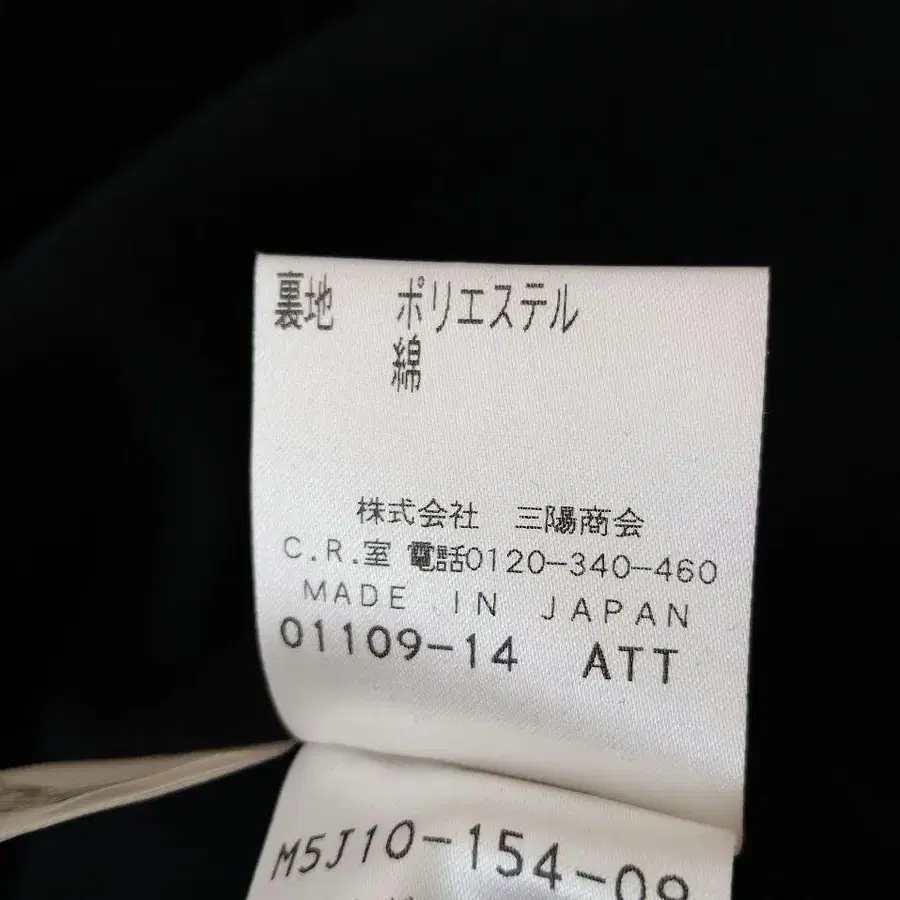 裏地 ポリエステル
綿
株式会社 三陽商会
C.R.室 電話0120-340-460
MADE IN JAPAN
01109-14 ATT
M5J10-154-09